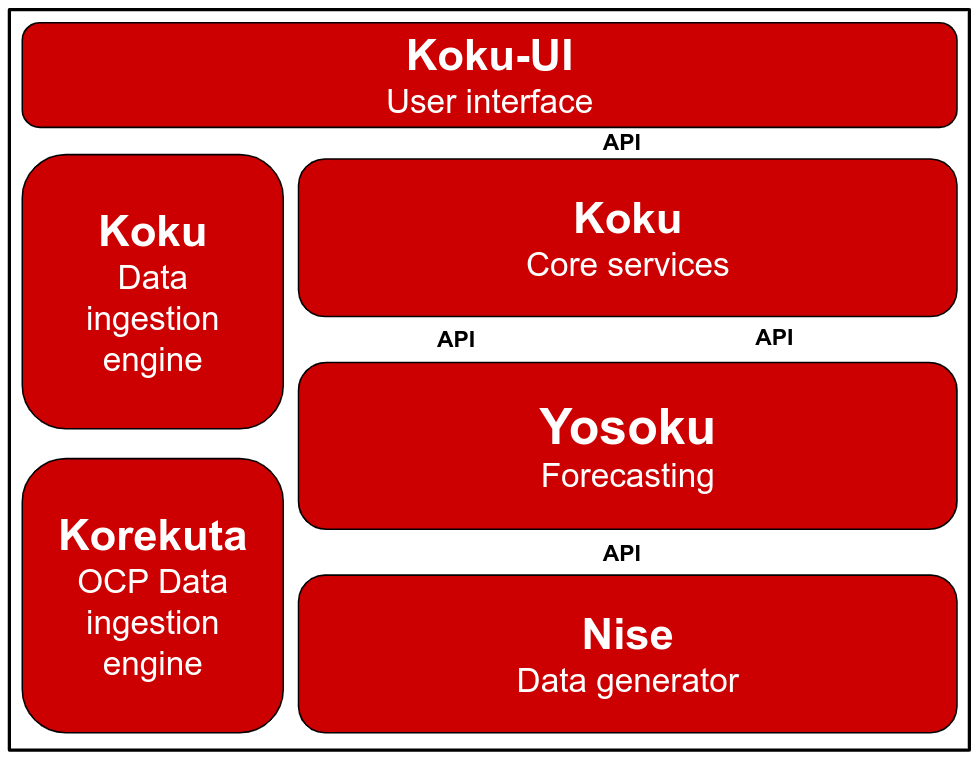 Koku-UI
User interface
API
Koku
Data
ingestion
engine
Koku
Core services
API
API
Yosoku
Forecasting
Korekuta
OCP Data
ingestion
engine
API
Nise
Data generator